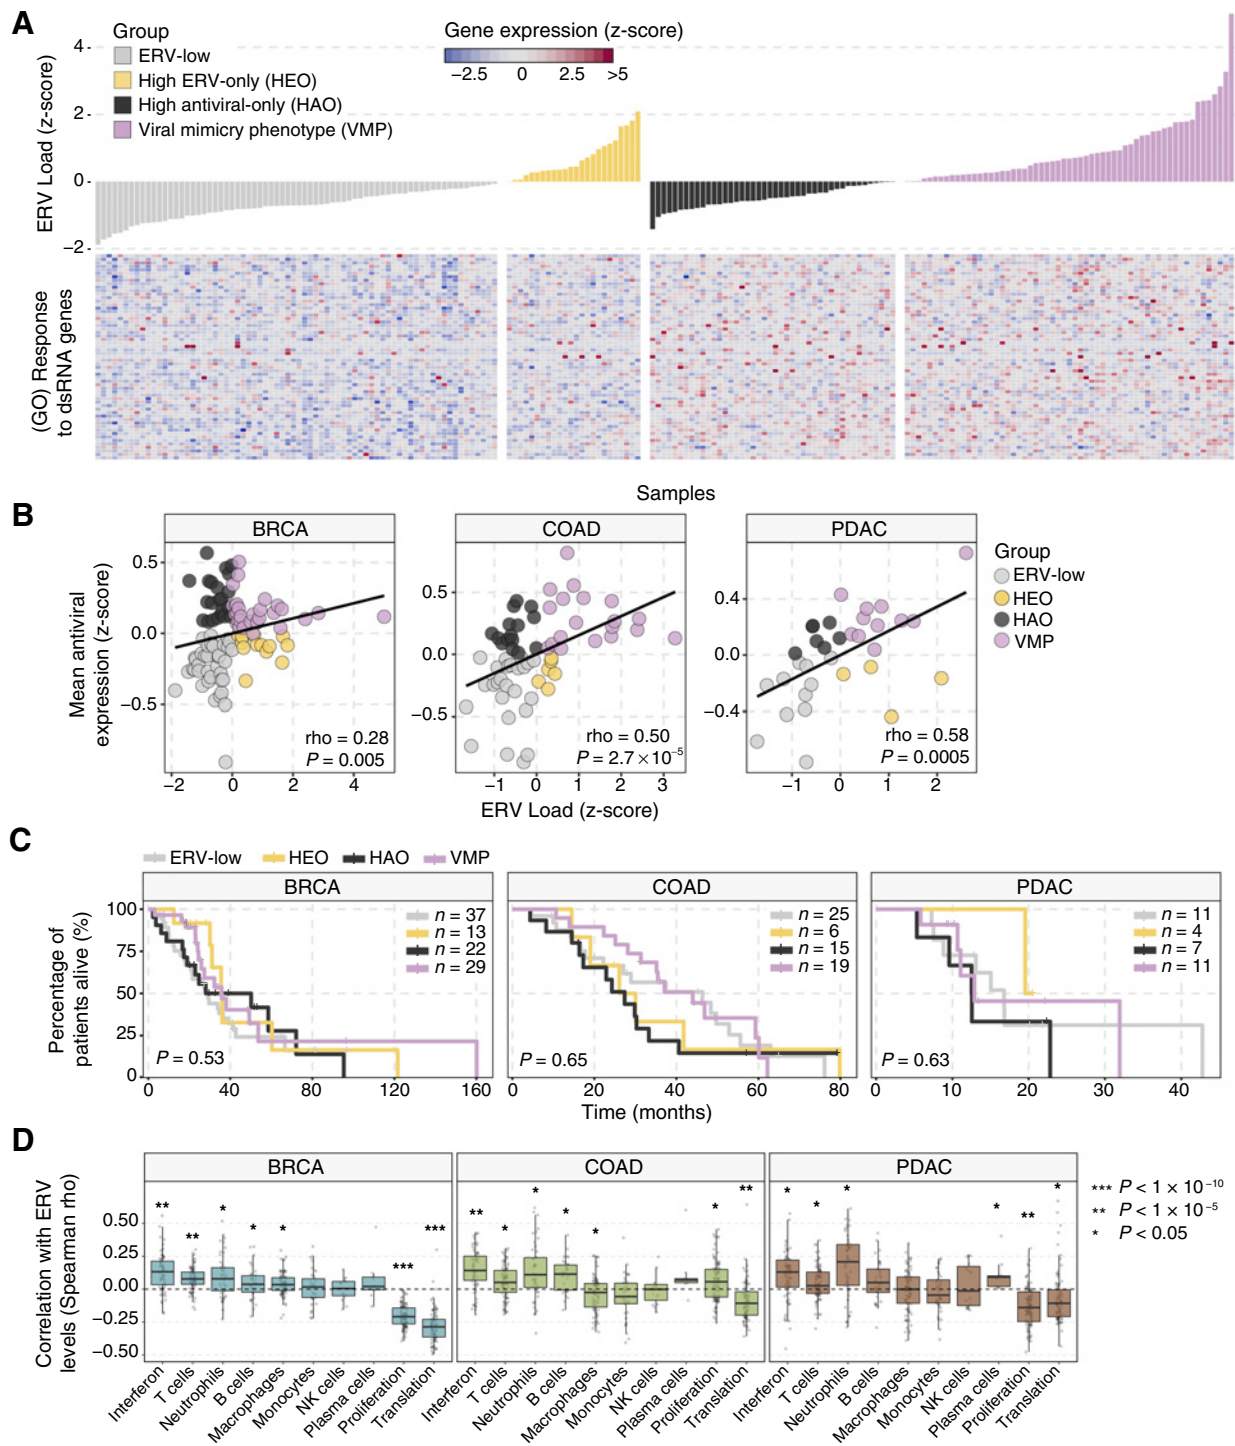 A
Group
ERV-low
High ERV-only (HEO)
High antiviral-only (HAO)
Viral mimicry phenotype (VMP)
Gene expression (z-score)
−2.5 0 2.5 >5
ERV Load (z-score)
4
2
0
−2
(GO) Response
to dsRNA genes
Samples
B
BRCA COAD PDAC
Mean antiviral
expression (z-score)
0.5
0.0
−0.5
rho = 0.28
P = 0.005
−2 0 2 4
0.5
0.0
−0.5
rho = 0.50
P = 2.7 × 10⁻⁵
−1 0 1 2 3
0.4
0.0
−0.4
rho = 0.58
P = 0.0005
−1 0 1 2
ERV Load (z-score)
Group
ERV-low
HEO
HAO
VMP
C
ERV-low HEO HAO VMP
BRCA COAD PDAC
Percentage of
patients alive (%)
100
75
50
25
0
n = 37
n = 13
n = 22
n = 29
P = 0.53
0 40 80 120 160
n = 25
n = 6
n = 15
n = 19
P = 0.65
0 20 40 60 80
n = 11
n = 4
n = 7
n = 11
P = 0.63
0 10 20 30 40
Time (months)
D
BRCA COAD PDAC
Correlation with ERV
levels (Spearman rho)
0.50
0.25
0.00
−0.25
−0.50
** ** * * * *** ***
** * * * * * **
* * * * ** *
*** P < 1 × 10⁻¹⁰
** P < 1 × 10⁻⁵
* P < 0.05
Interferon T cells Neutrophils B cells Macrophages Monocytes NK cells Plasma cells Proliferation Translation
Interferon T cells Neutrophils B cells Macrophages Monocytes NK cells Plasma cells Proliferation Translation
Interferon T cells Neutrophils B cells Macrophages Monocytes NK cells Plasma cells Proliferation Translation